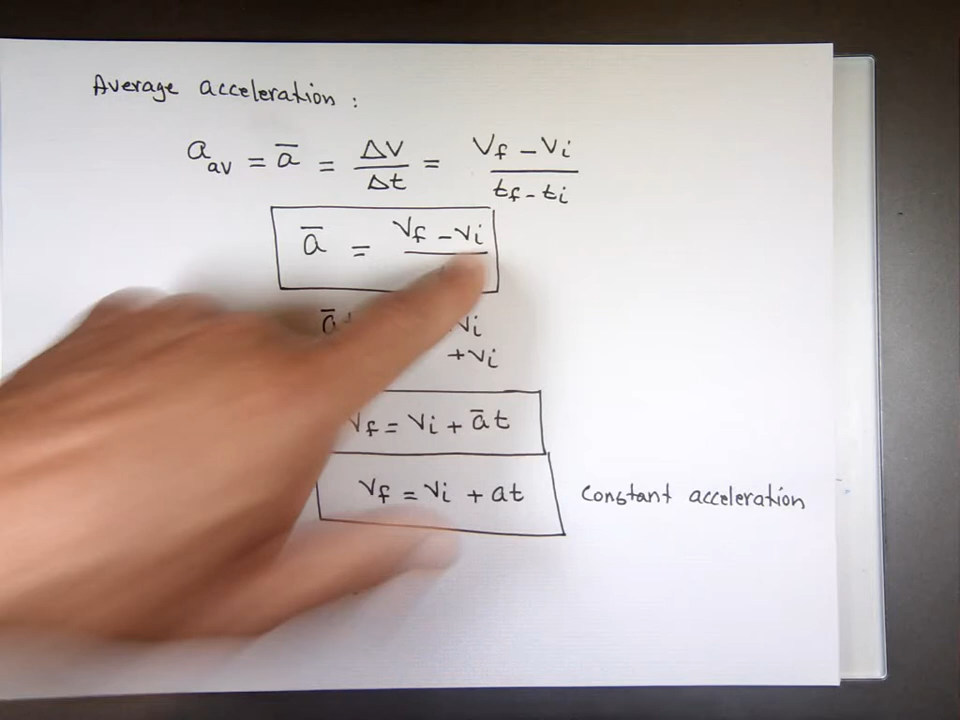 Average acceleration :
a_av = a̅ = Δv/Δt = (v_f - v_i)/(t_f - t_i)
a̅ = v_f - v_i
a̅ v_i
+v_i
v_f = v_i + a̅t
v_f = v_i + at
Constant acceleration